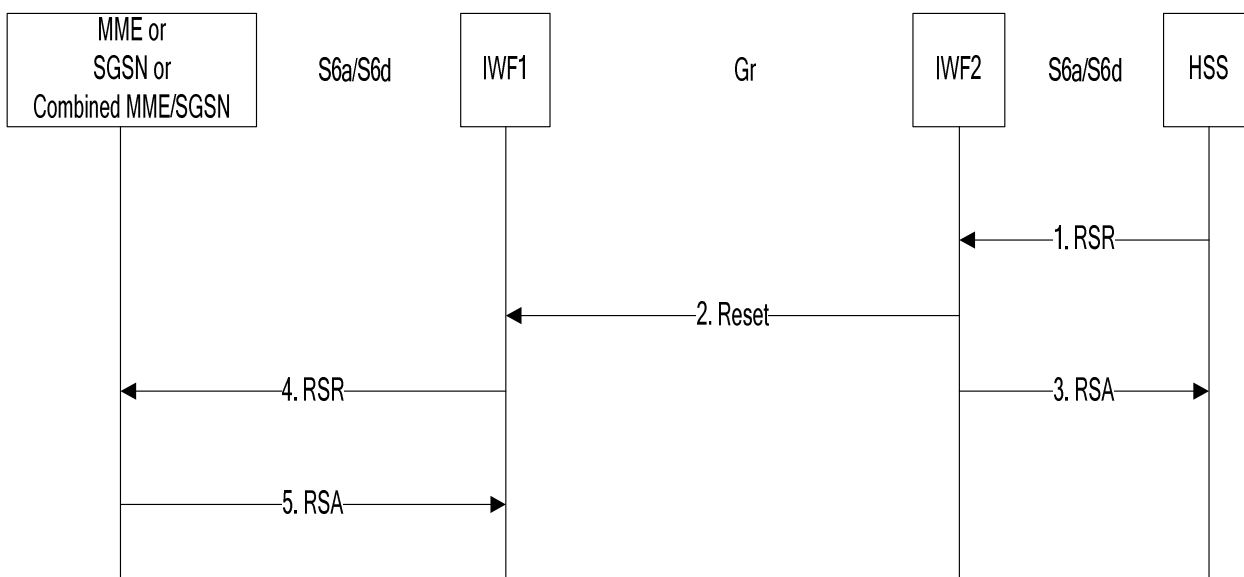 MME or
SGSN or
Combined MME/SGSN
S6a/S6d
IWF1
Gr
IWF2
S6a/S6d
HSS
1. RSR
2. Reset
4. RSR
3. RSA
5. RSA